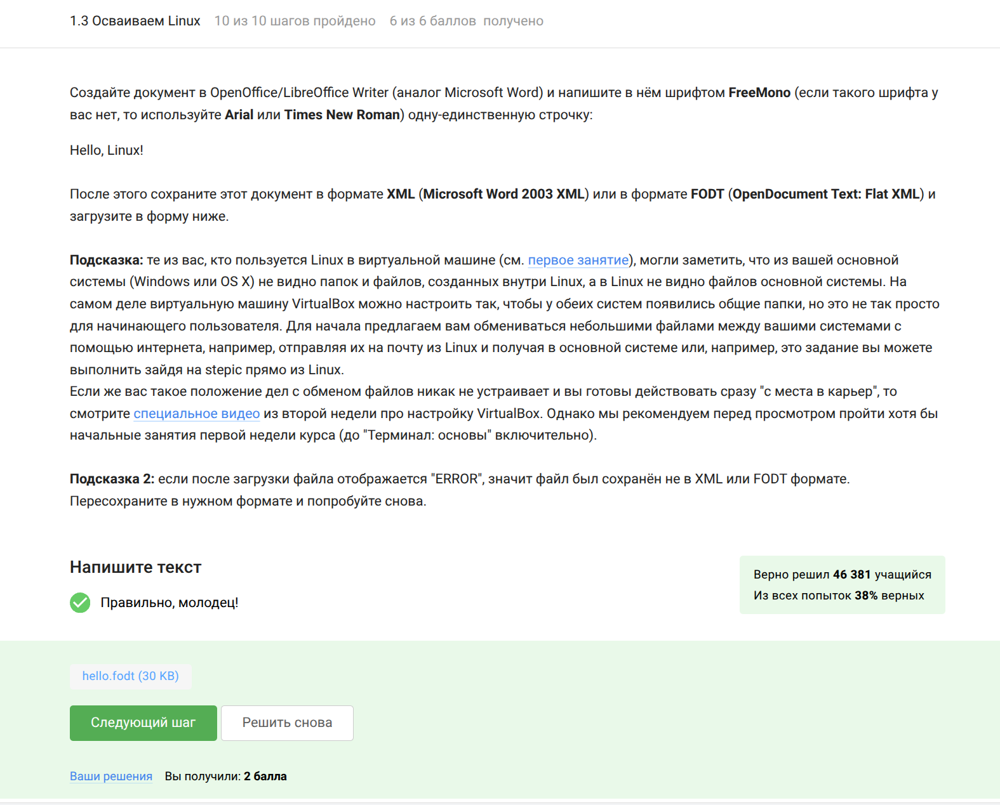 1.3 Осваиваем Linux 10 из 10 шагов пройдено 6 из 6 баллов получено
Создайте документ в OpenOffice/LibreOffice Writer (аналог Microsoft Word) и напишите в нём шрифтом FreeMono (если такого шрифта у
вас нет, то используйте Arial или Times New Roman) одну-единственную строчку:
Hello, Linux!
После этого сохраните этот документ в формате XML (Microsoft Word 2003 XML) или в формате FODT (OpenDocument Text: Flat XML) и
загрузите в форму ниже.
Подсказка: те из вас, кто пользуется Linux в виртуальной машине (см. первое занятие), могли заметить, что из вашей основной
системы (Windows или OS X) не видно папок и файлов, созданных внутри Linux, а в Linux не видно файлов основной системы. На
самом деле виртуальную машину VirtualBox можно настроить так, чтобы у обеих систем появились общие папки, но это не так просто
для начинающего пользователя. Для начала предлагаем вам обмениваться небольшими файлами между вашими системами с
помощью интернета, например, отправляя их на почту из Linux и получая в основной системе или, например, это задание вы можете
выполнить зайдя на stepic прямо из Linux.
Если же вас такое положение дел с обменом файлов никак не устраивает и вы готовы действовать сразу "с места в карьер", то
смотрите специальное видео из второй недели про настройку VirtualBox. Однако мы рекомендуем перед просмотром пройти хотя бы
начальные занятия первой недели курса (до "Терминал: основы" включительно).
Подсказка 2: если после загрузки файла отображается "ERROR", значит файл был сохранён не в XML или FODT формате.
Пересохраните в нужном формате и попробуйте снова.
Напишите текст
Правильно, молодец!
Верно решил 46 381 учащийся
Из всех попыток 38% верных
hello.fodt (30 KB)
Следующий шаг Решить снова
Ваши решения Вы получили: 2 балла